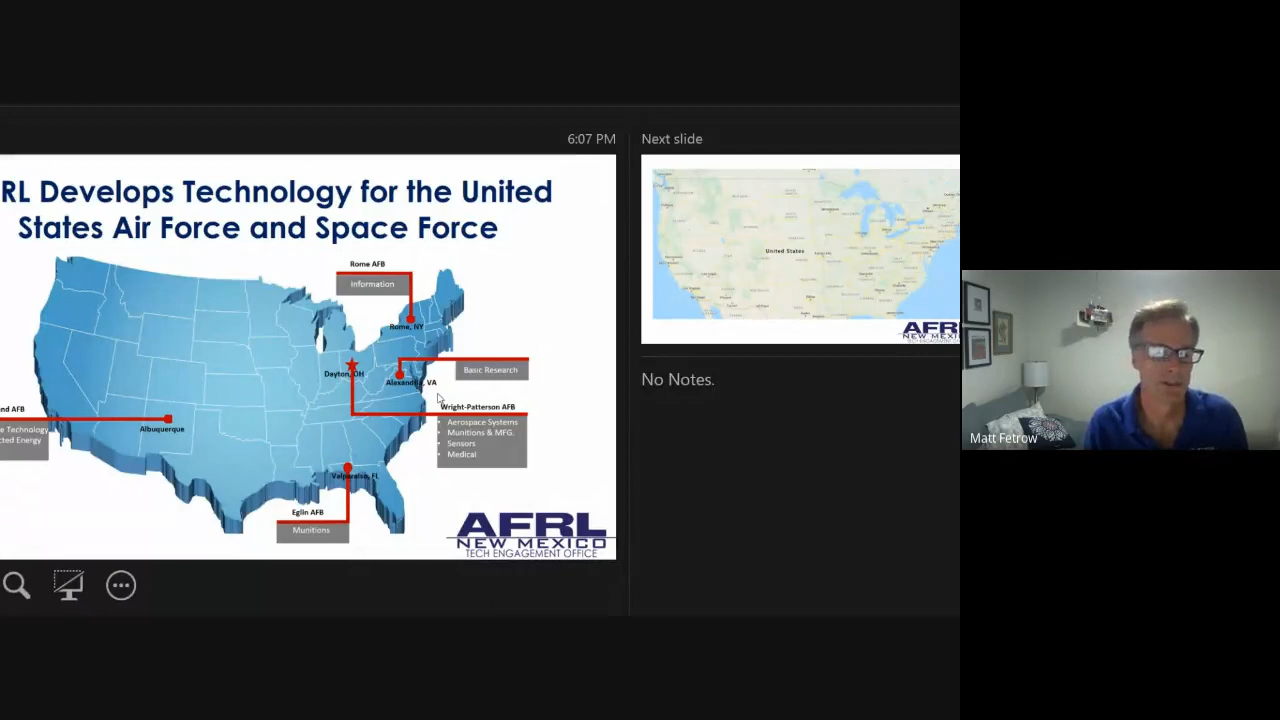 6:07 PM
Next slide
RL Develops Technology for the United
States Air Force and Space Force
Rome AFB
Information
Rome, NY
Dayton, OH
Basic Research
Alexandria, VA
Wright-Patterson AFB
• Aerospace Systems
• Munitions & MFG.
• Sensors
• Medical
nd AFB
e Technology
cted Energy
Albuquerque
Valparaiso, FL
Eglin AFB
Munitions
AFRL
NEW MEXICO
TECH ENGAGEMENT OFFICE
United States
AFRL
NEW MEXICO
No Notes.
Matt Fetrow